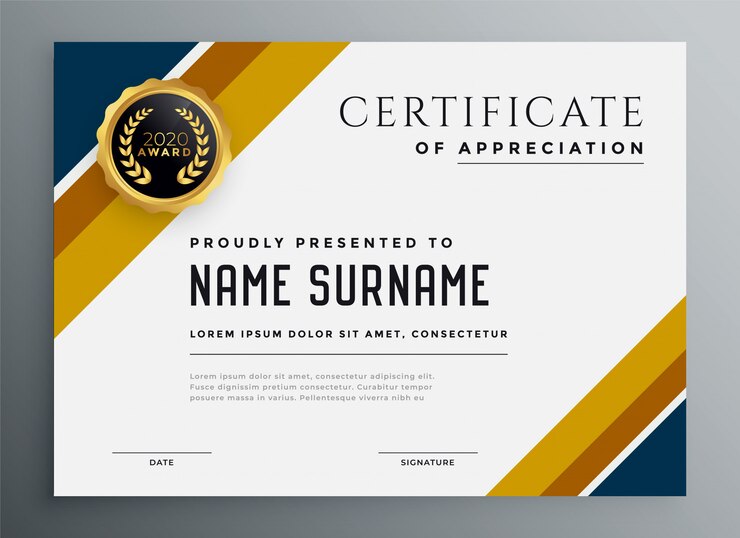 2020
AWARD
CERTIFICATE
OF APPRECIATION
PROUDLY PRESENTED TO
NAME SURNAME
LOREM IPSUM DOLOR SIT AMET, CONSECTETUR
Lorem ipsum dolor sit amet, consectetur adipiscing elit.
Fusce dignissim pretium consectetur. Curabitur tempor
posuere massa in varius. Pellentesque viverra nibh eu
DATE
SIGNATURE